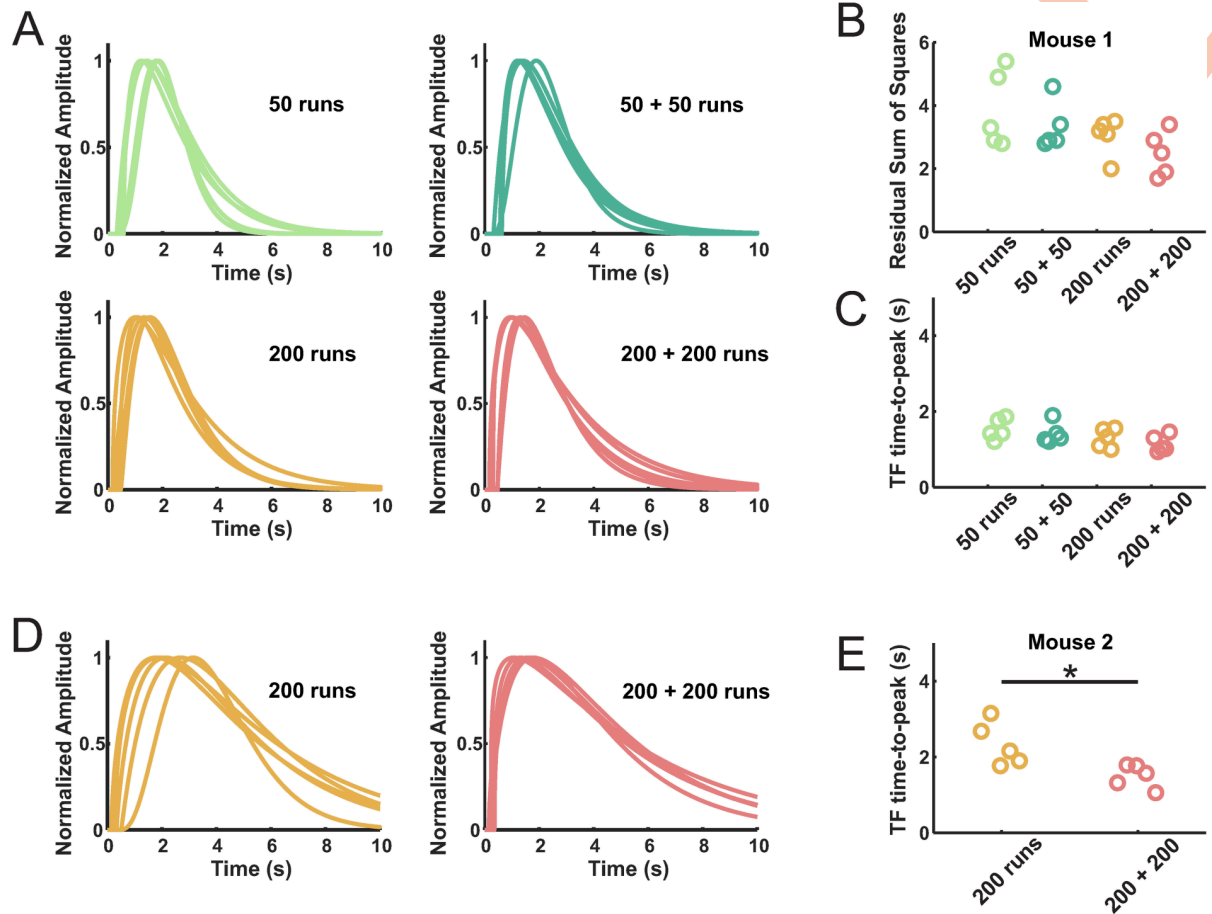 A
Normalized Amplitude
1
0.5
0
50 runs
0 2 4 6 8 10
Time (s)
Normalized Amplitude
1
0.5
0
50 + 50 runs
0 2 4 6 8 10
Time (s)
Normalized Amplitude
1
0.5
0
200 runs
0 2 4 6 8 10
Time (s)
Normalized Amplitude
1
0.5
0
200 + 200 runs
0 2 4 6 8 10
Time (s)
B
Mouse 1
Residual Sum of Squares
6
4
2
0
50 runs
50 + 50
200 runs
200 + 200
C
TF time-to-peak (s)
4
2
0
50 runs
50 + 50
200 runs
200 + 200
D
Normalized Amplitude
1
0.5
0
200 runs
0 2 4 6 8 10
Time (s)
Normalized Amplitude
1
0.5
0
200 + 200 runs
0 2 4 6 8 10
Time (s)
E
Mouse 2
*
TF time-to-peak (s)
4
2
0
200 runs
200 + 200